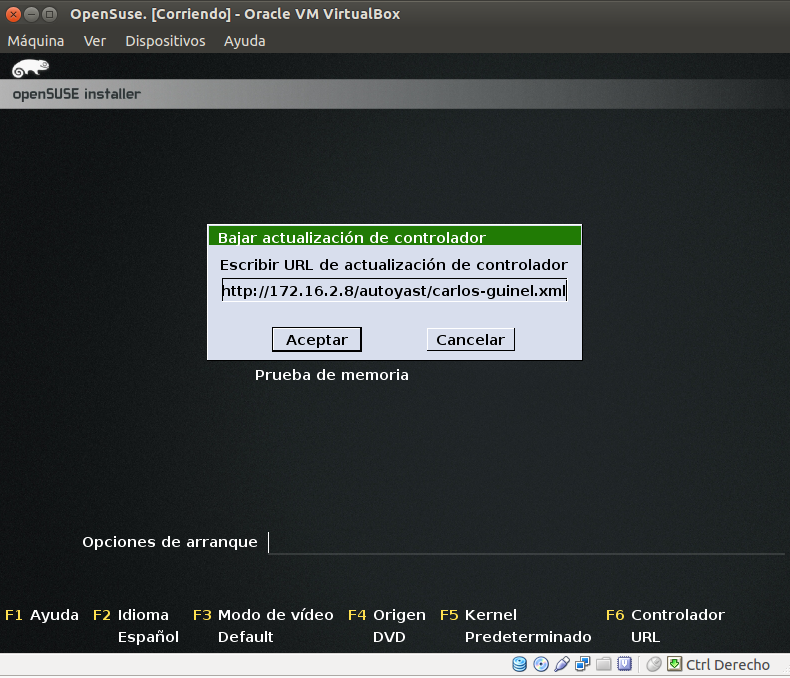 OpenSuse. [Corriendo] - Oracle VM VirtualBox
Máquina Ver Dispositivos Ayuda
openSUSE installer
Bajar actualización de controlador
Escribir URL de actualización de controlador
http://172.16.2.8/autoyast/carlos-guinel.xml
Aceptar Cancelar
Prueba de memoria
Opciones de arranque
F1 Ayuda F2 Idioma F3 Modo de vídeo F4 Origen F5 Kernel F6 Controlador
Español Default DVD Predeterminado URL
Ctrl Derecho